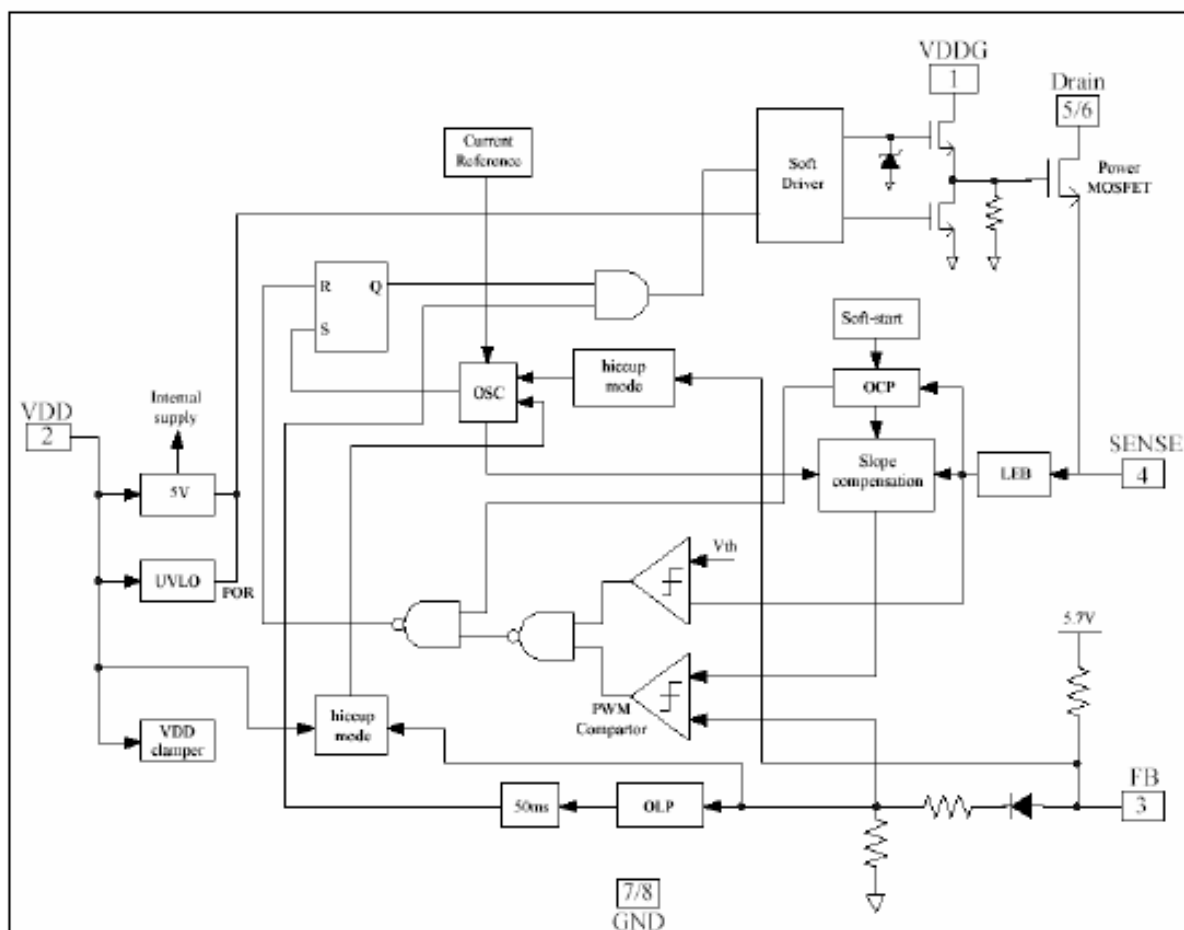 VDDG
1
Drain
5/6
Current
Reference
Soft
Driver
Power
MOSFET
R
Q
S
Soft-start
hiccup
mode
OSC
OCP
Internal
supply
VDD
2
SENSE
4
Slope
compensation
LEB
5V
Vth
UVLO
POR
5.7V
hiccup
mode
PWM
Compartor
VDD
clamper
FB
3
50ms
OLP
7/8
GND